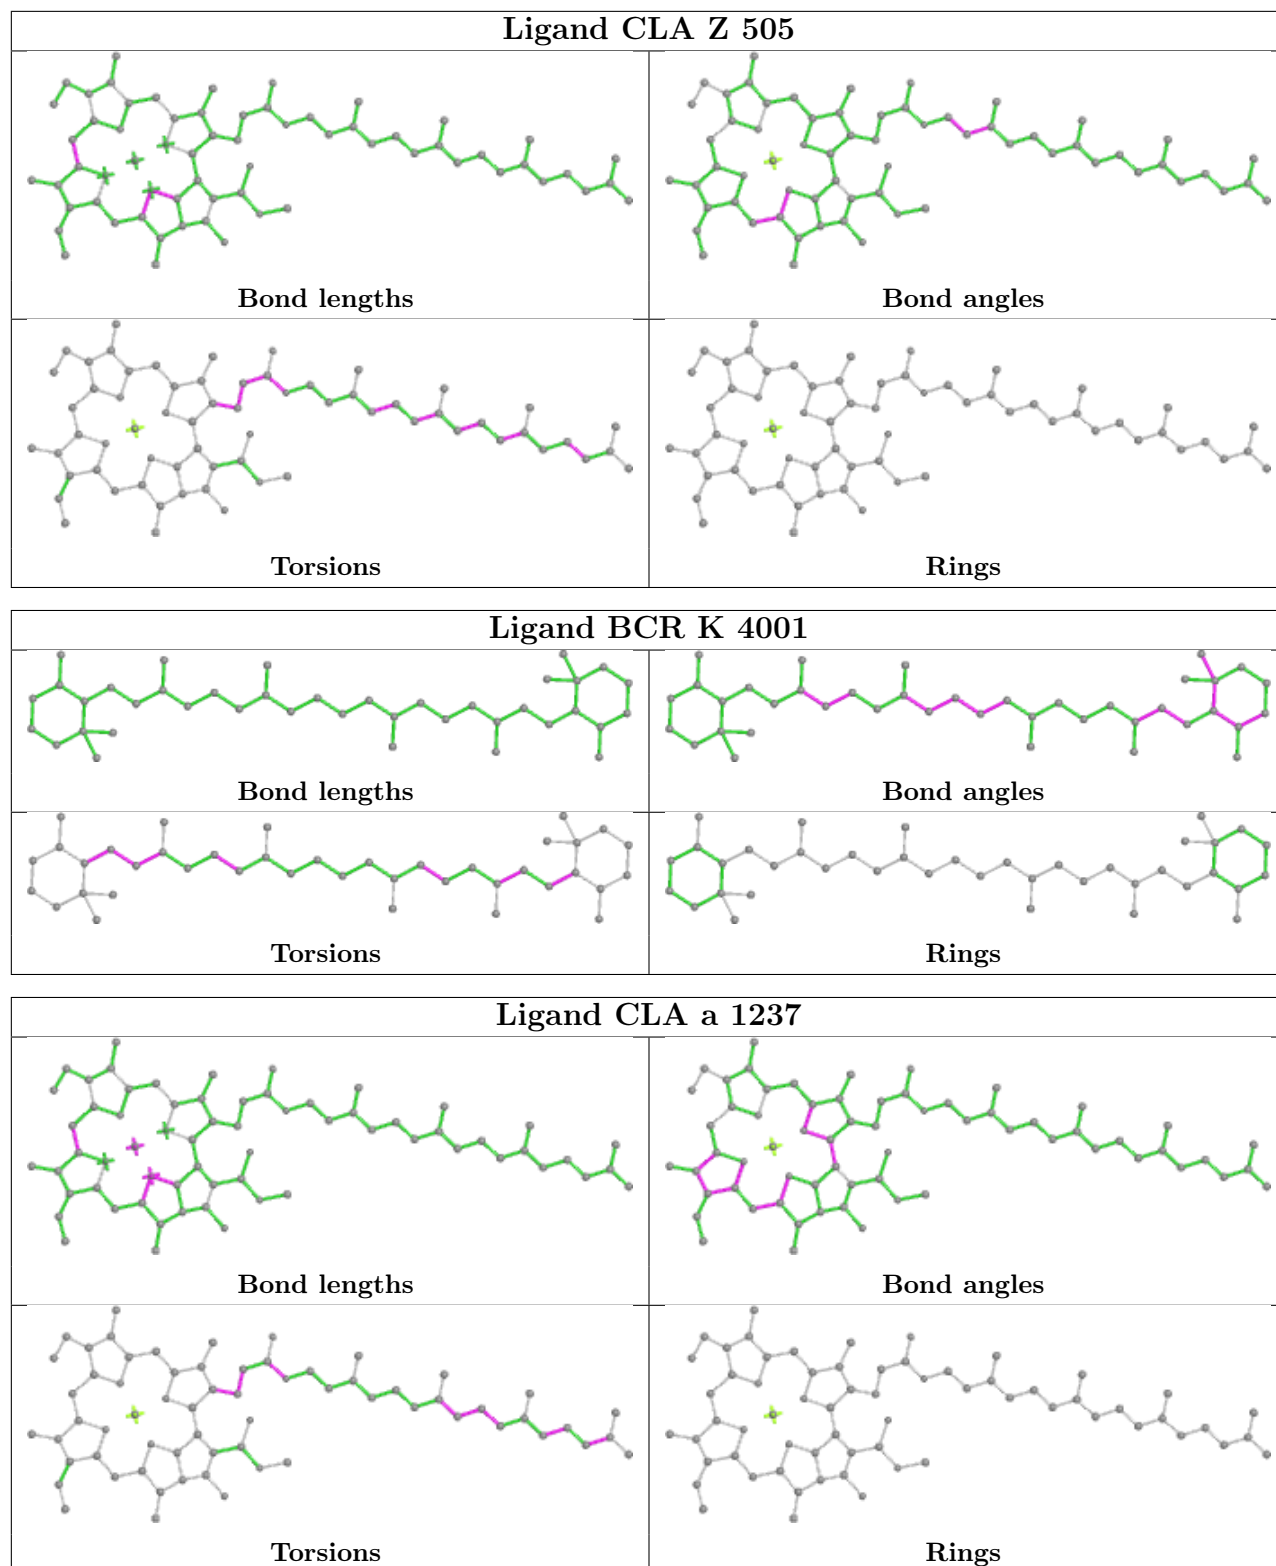 Ligand CLA Z 505
Bond lengths
Bond angles
Torsions
Rings
Ligand BCR K 4001
Bond lengths
Bond angles
Torsions
Rings
Ligand CLA a 1237
Bond lengths
Bond angles
Torsions
Rings